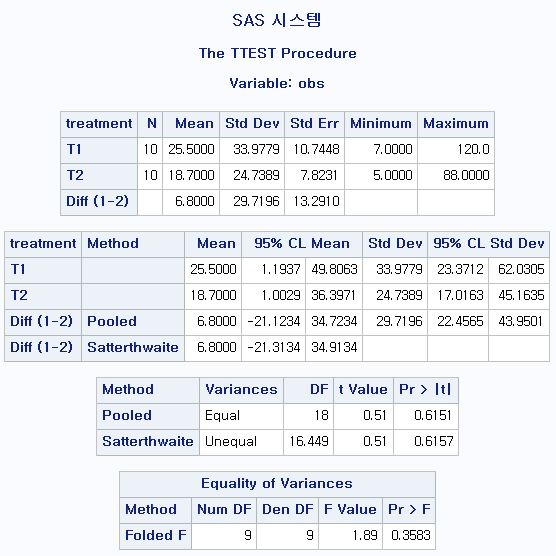 SAS 시스템
The TTEST Procedure
Variable: obs
treatment N Mean Std Dev Std Err Minimum Maximum
T1 10 25.5000 33.9779 10.7448 7.0000 120.0
T2 10 18.7000 24.7389 7.8231 5.0000 88.0000
Diff (1-2) 6.8000 29.7196 13.2910
treatment Method Mean 95% CL Mean Std Dev 95% CL Std Dev
T1 25.5000 1.1937 49.8063 33.9779 23.3712 62.0305
T2 18.7000 1.0029 36.3971 24.7389 17.0163 45.1635
Diff (1-2) Pooled 6.8000 -21.1234 34.7234 29.7196 22.4565 43.9501
Diff (1-2) Satterthwaite 6.8000 -21.3134 34.9134
Method Variances DF t Value Pr > |t|
Pooled Equal 18 0.51 0.6151
Satterthwaite Unequal 16.449 0.51 0.6157
Equality of Variances
Method Num DF Den DF F Value Pr > F
Folded F 9 9 1.89 0.3583